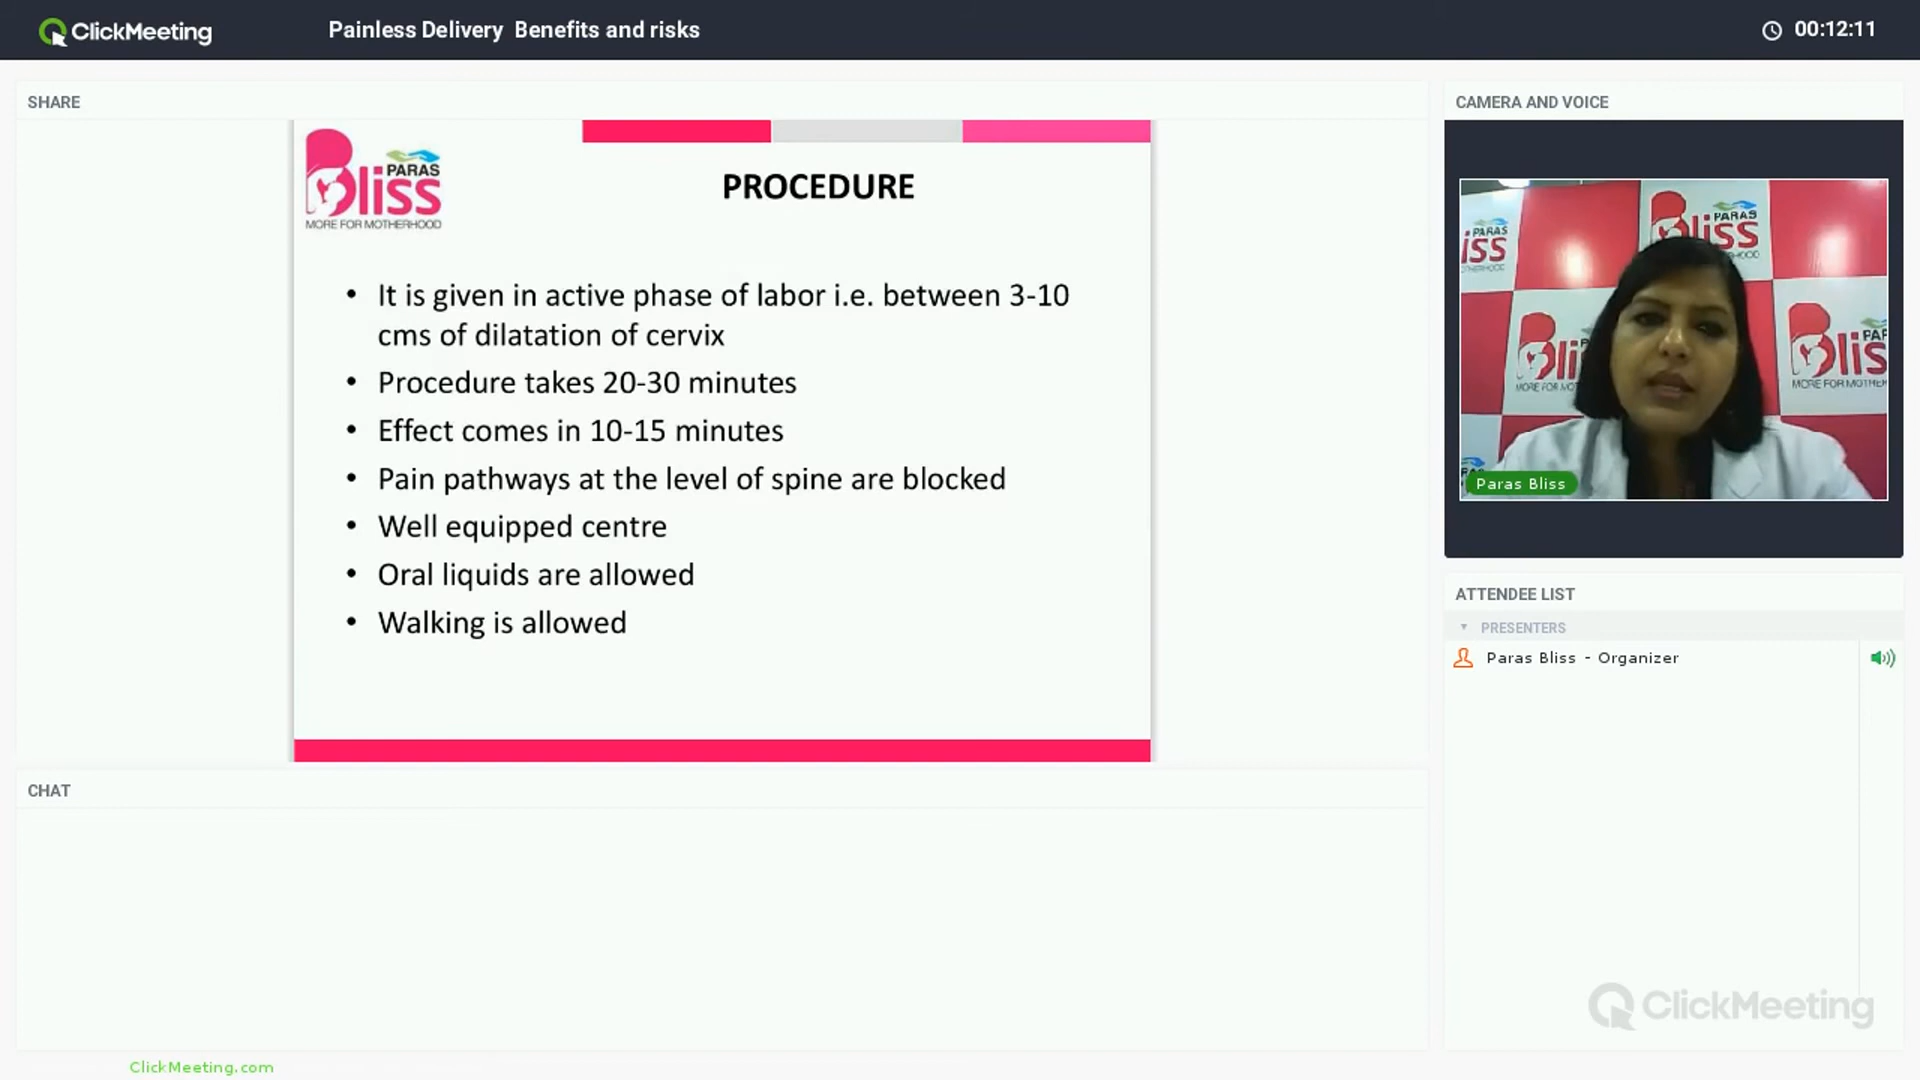 ClickMeeting
Painless Delivery Benefits and risks
00:12:11
SHARE
PARAS
Bliss
MORE FOR MOTHERHOOD
PROCEDURE
• It is given in active phase of labor i.e. between 3-10
cms of dilatation of cervix
• Procedure takes 20-30 minutes
• Effect comes in 10-15 minutes
• Pain pathways at the level of spine are blocked
• Well equipped centre
• Oral liquids are allowed
• Walking is allowed
CAMERA AND VOICE
PARAS
Bliss
Paras Bliss
ATTENDEE LIST
PRESENTERS
Paras Bliss - Organizer
CHAT
ClickMeeting
ClickMeeting.com